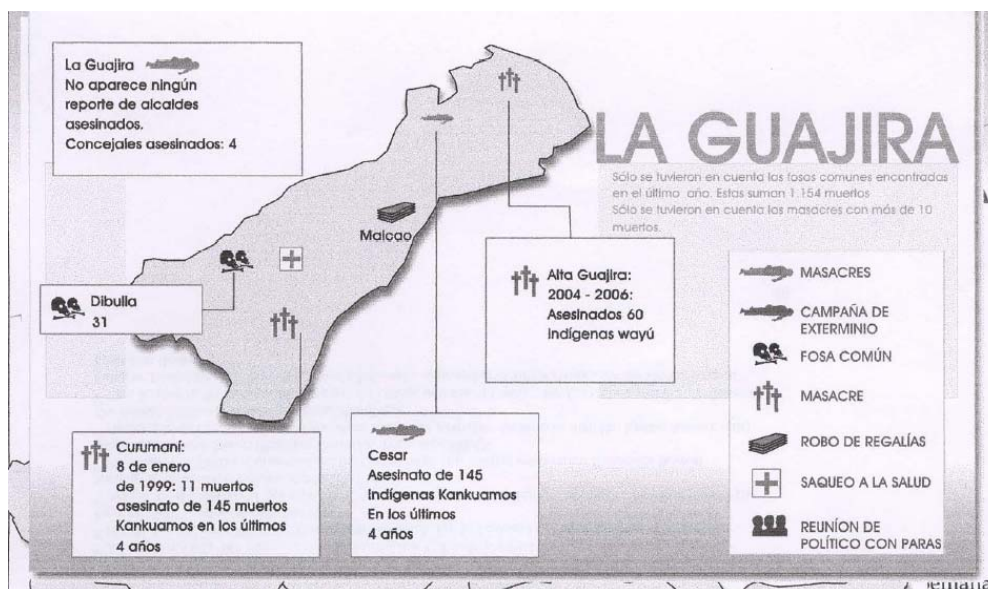 La Guajira
No aparece ningún
reporte de alcaldes
asesinados.
Concejales asesinados: 4
LA GUAJIRA
Sólo se tuvieron en cuenta las fosas comunes encontradas
en el último año. Estas suman 1.154 muertos
Sólo se tuvieron en cuenta las masacres con más de 10
muertos.
Maicao
Dibulla
31
Alta Guajira:
2004 - 2006:
Asesinados 60
Indígenas wayú
MASACRES
CAMPAÑA DE
EXTERMINIO
FOSA COMÚN
MASACRE
ROBO DE REGALÍAS
SAQUEO A LA SALUD
REUNÍON DE
POLÍTICO CON PARAS
Curumaní:
8 de enero
de 1999: 11 muertos
asesinato de 145 muertos
Kankuamos en los últimos
4 años
Cesar
Asesinato de 145
Indígenas Kankuamos
En los últimos
4 años